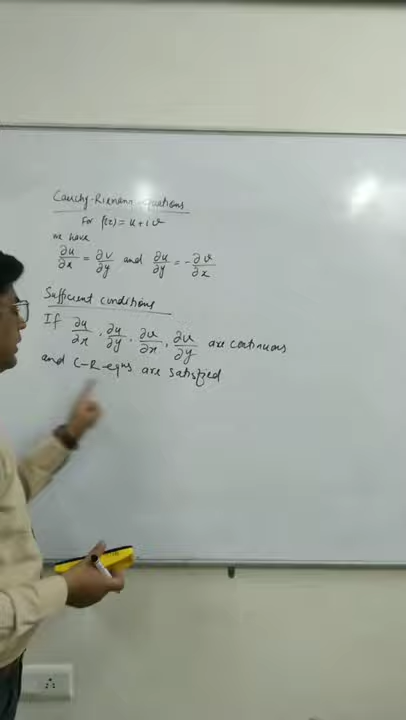 Cauchy-Riemann equations
For f(z) = u + iv
we have
∂u/∂x = ∂v/∂y and ∂u/∂y = -∂v/∂x
Sufficient conditions
If ∂u/∂x, ∂u/∂y, ∂v/∂x, ∂v/∂y are continuous
and C-R eqns are satisfied